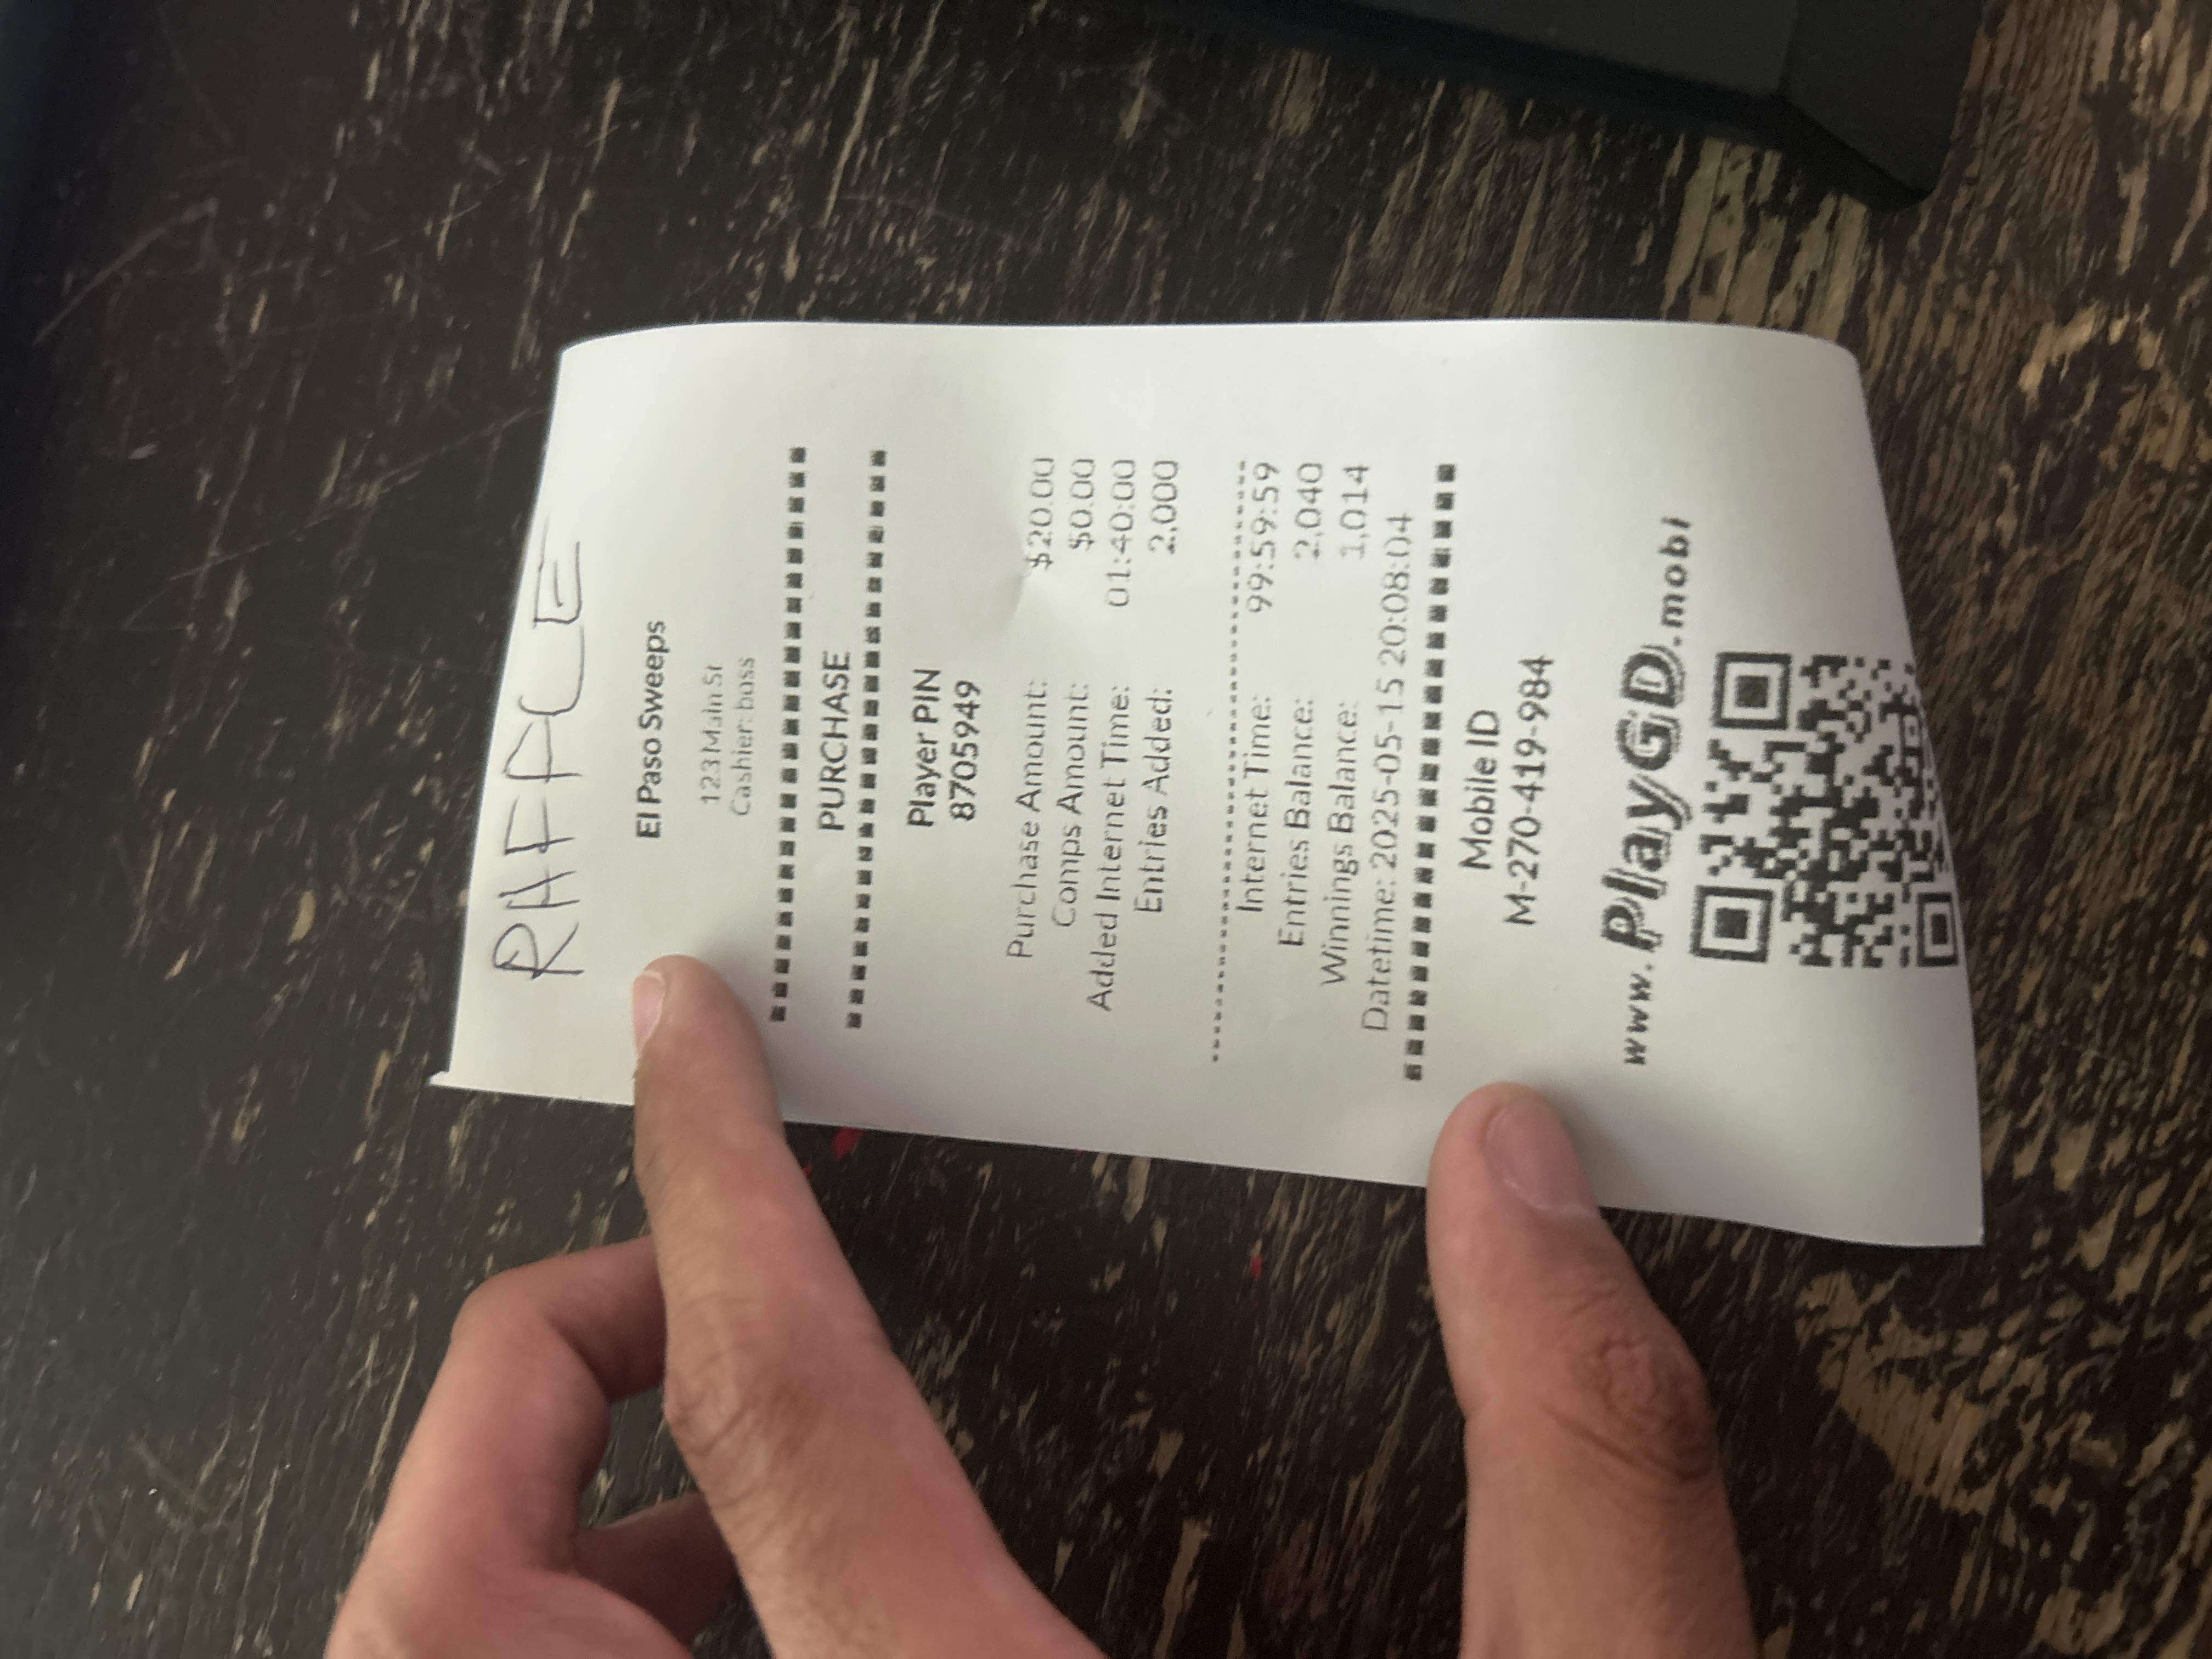 El Paso Sweeps
123 Main St
Cashier: boss
PURCHASE
Player PIN
8705949
Purchase Amount: $20.00
Comps Amount: $0.00
Added Internet Time: 01:40:00
Entries Added: 2,000
Internet Time: 99:59:59
Entries Balance: 2,040
Winnings Balance: 1,014
Datetime: 2025-05-15 20:08:04
Mobile ID
M-270-419-984
www.PlayGD.mobi